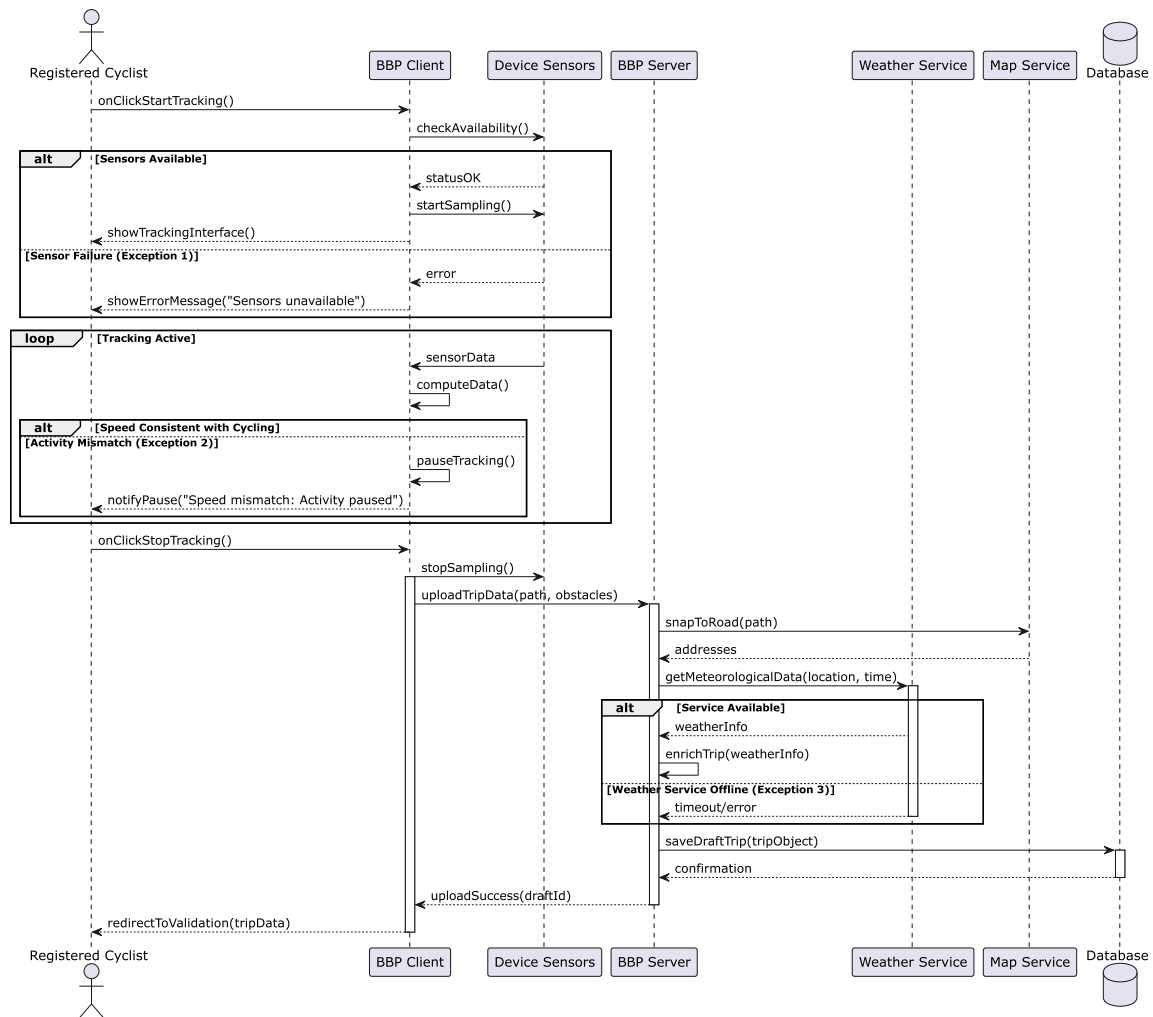 Registered Cyclist
BBP Client
Device Sensors
BBP Server
Weather Service
Map Service
Database
onClickStartTracking()
checkAvailability()
alt
[Sensors Available]
statusOK
startSampling()
showTrackingInterface()
[Sensor Failure (Exception 1)]
error
showErrorMessage("Sensors unavailable")
loop
[Tracking Active]
sensorData
computeData()
alt
[Speed Consistent with Cycling]
[Activity Mismatch (Exception 2)]
pauseTracking()
notifyPause("Speed mismatch: Activity paused")
onClickStopTracking()
stopSampling()
uploadTripData(path, obstacles)
snapToRoad(path)
addresses
getMeteorologicalData(location, time)
alt
[Service Available]
weatherInfo
enrichTrip(weatherInfo)
[Weather Service Offline (Exception 3)]
timeout/error
saveDraftTrip(tripObject)
confirmation
uploadSuccess(draftId)
redirectToValidation(tripData)
Registered Cyclist
BBP Client
Device Sensors
BBP Server
Weather Service
Map Service
Database